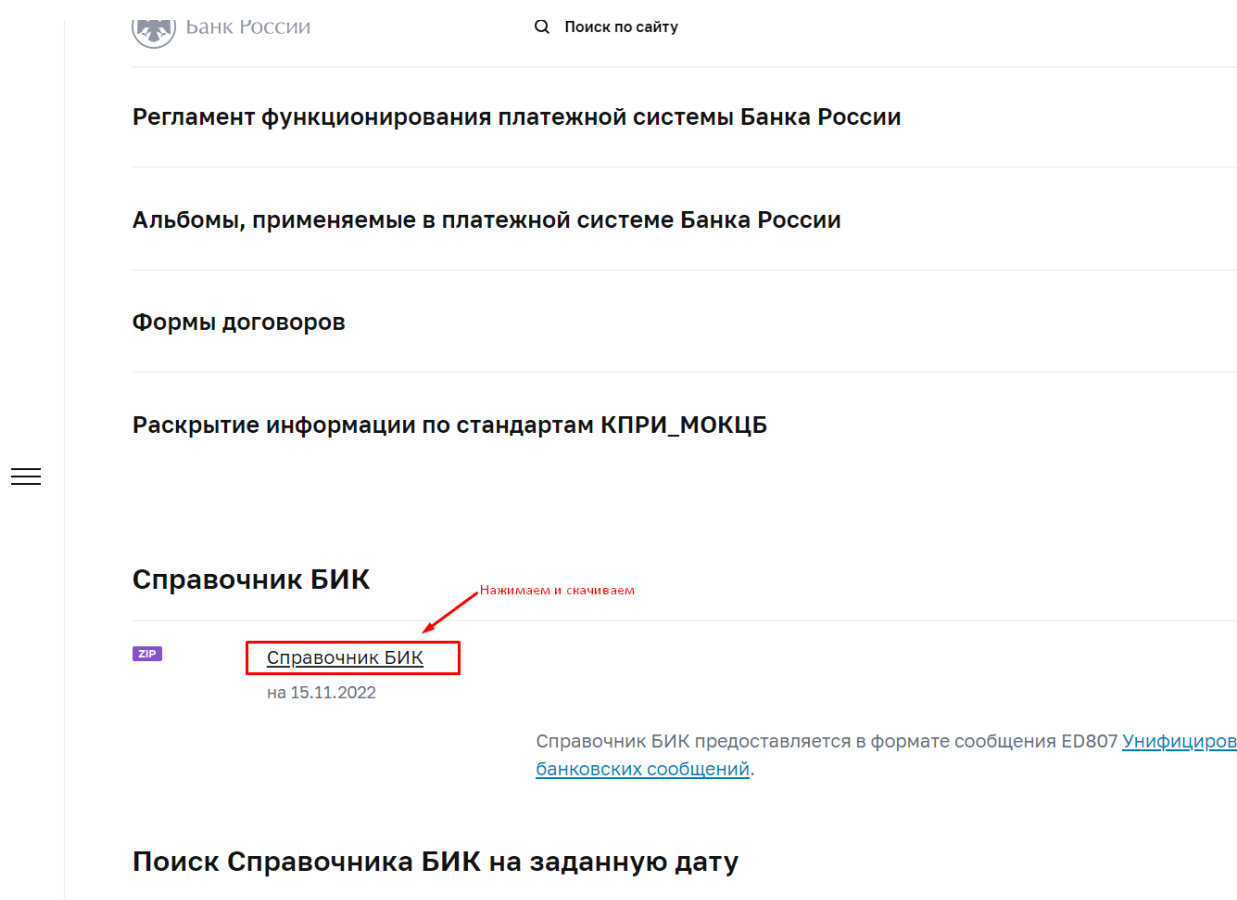 Банк России
Поиск по сайту
Регламент функционирования платежной системы Банка России
Альбомы, применяемые в платежной системе Банка России
Формы договоров
Раскрытие информации по стандартам КПРИ_МОКЦБ
Справочник БИК
Нажимаем и скачиваем
ZIP
Справочник БИК
на 15.11.2022
Справочник БИК предоставляется в формате сообщения ED807 Унифициров
банковских сообщений.
Поиск Справочника БИК на заданную дату